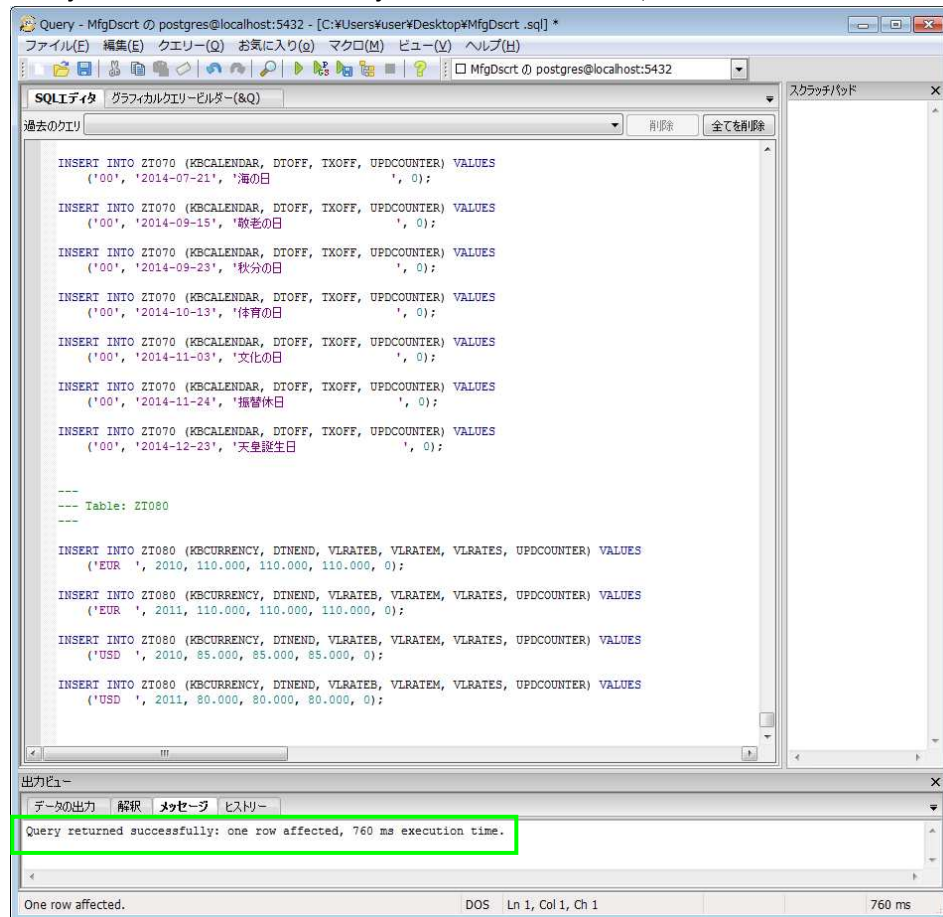 Query - MfgDscrt の postgres@localhost:5432 - [C:¥Users¥user¥Desktop¥MfgDscrt .sql] *
ファイル(F) 編集(E) クエリー(Q) お気に入り(o) マクロ(M) ビュー(V) ヘルプ(H)
MfgDscrt の postgres@localhost:5432
SQLエディタ グラフィカルクエリービルダー(&Q)
スクラッチパッド
過去のクエリ 削除 全てを削除
INSERT INTO ZT070 (KBCALENDAR, DTOFF, TXOFF, UPDCOUNTER) VALUES
('00', '2014-07-21', '海の日 ', 0);
INSERT INTO ZT070 (KBCALENDAR, DTOFF, TXOFF, UPDCOUNTER) VALUES
('00', '2014-09-15', '敬老の日 ', 0);
INSERT INTO ZT070 (KBCALENDAR, DTOFF, TXOFF, UPDCOUNTER) VALUES
('00', '2014-09-23', '秋分の日 ', 0);
INSERT INTO ZT070 (KBCALENDAR, DTOFF, TXOFF, UPDCOUNTER) VALUES
('00', '2014-10-13', '体育の日 ', 0);
INSERT INTO ZT070 (KBCALENDAR, DTOFF, TXOFF, UPDCOUNTER) VALUES
('00', '2014-11-03', '文化の日 ', 0);
INSERT INTO ZT070 (KBCALENDAR, DTOFF, TXOFF, UPDCOUNTER) VALUES
('00', '2014-11-24', '振替休日 ', 0);
INSERT INTO ZT070 (KBCALENDAR, DTOFF, TXOFF, UPDCOUNTER) VALUES
('00', '2014-12-23', '天皇誕生日 ', 0);
---
--- Table: ZT080
---
INSERT INTO ZT080 (KBCURRENCY, DTNEND, VLRATEB, VLRATEM, VLRATES, UPDCOUNTER) VALUES
('EUR ', 2010, 110.000, 110.000, 110.000, 0);
INSERT INTO ZT080 (KBCURRENCY, DTNEND, VLRATEB, VLRATEM, VLRATES, UPDCOUNTER) VALUES
('EUR ', 2011, 110.000, 110.000, 110.000, 0);
INSERT INTO ZT080 (KBCURRENCY, DTNEND, VLRATEB, VLRATEM, VLRATES, UPDCOUNTER) VALUES
('USD ', 2010, 85.000, 85.000, 85.000, 0);
INSERT INTO ZT080 (KBCURRENCY, DTNEND, VLRATEB, VLRATEM, VLRATES, UPDCOUNTER) VALUES
('USD ', 2011, 80.000, 80.000, 80.000, 0);
出力ビュー
データの出力 解釈 メッセージ ヒストリー
Query returned successfully: one row affected, 760 ms execution time.
One row affected. DOS Ln 1, Col 1, Ch 1 760 ms